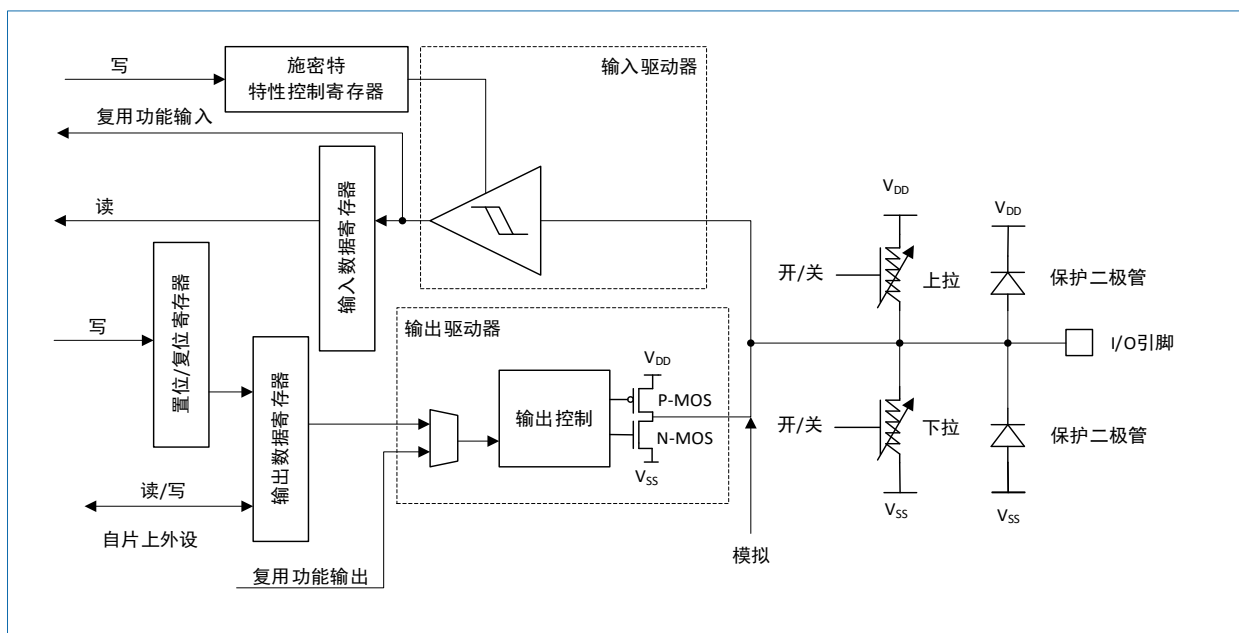 写
施密特
特性控制寄存器
输入驱动器
复用功能输入
读
输入数据寄存器
V_DD
V_DD
开/关
上拉
保护二极管
写
置位/复位寄存器
输出驱动器
I/O引脚
输出数据寄存器
V_DD
P-MOS
输出控制
N-MOS
V_SS
开/关
下拉
保护二极管
读/写
自片上外设
V_SS
V_SS
模拟
复用功能输出